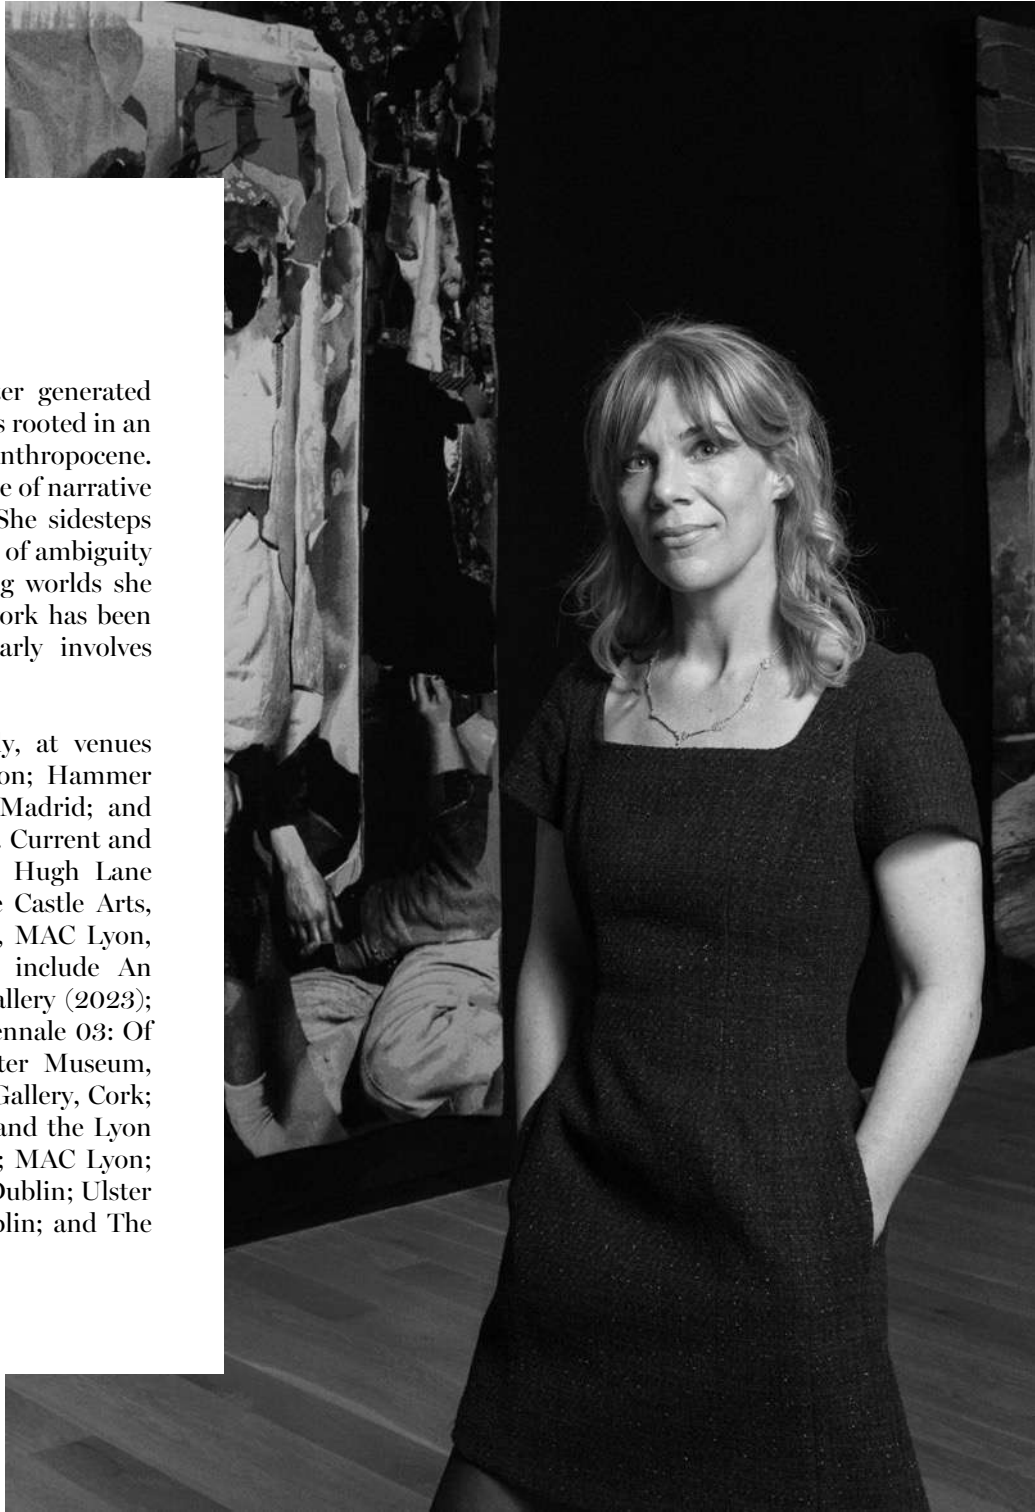 er generated
s rooted in an
nthropocene.
e of narrative
She sidesteps
of ambiguity
g worlds she
ork has been
arly involves
y, at venues
on; Hammer
Madrid; and
. Current and
Hugh Lane
e Castle Arts,
, MAC Lyon,
include An
allery (2023);
ennale 03: Of
ter Museum,
Gallery, Cork;
and the Lyon
; MAC Lyon;
Dublin; Ulster
blin; and The